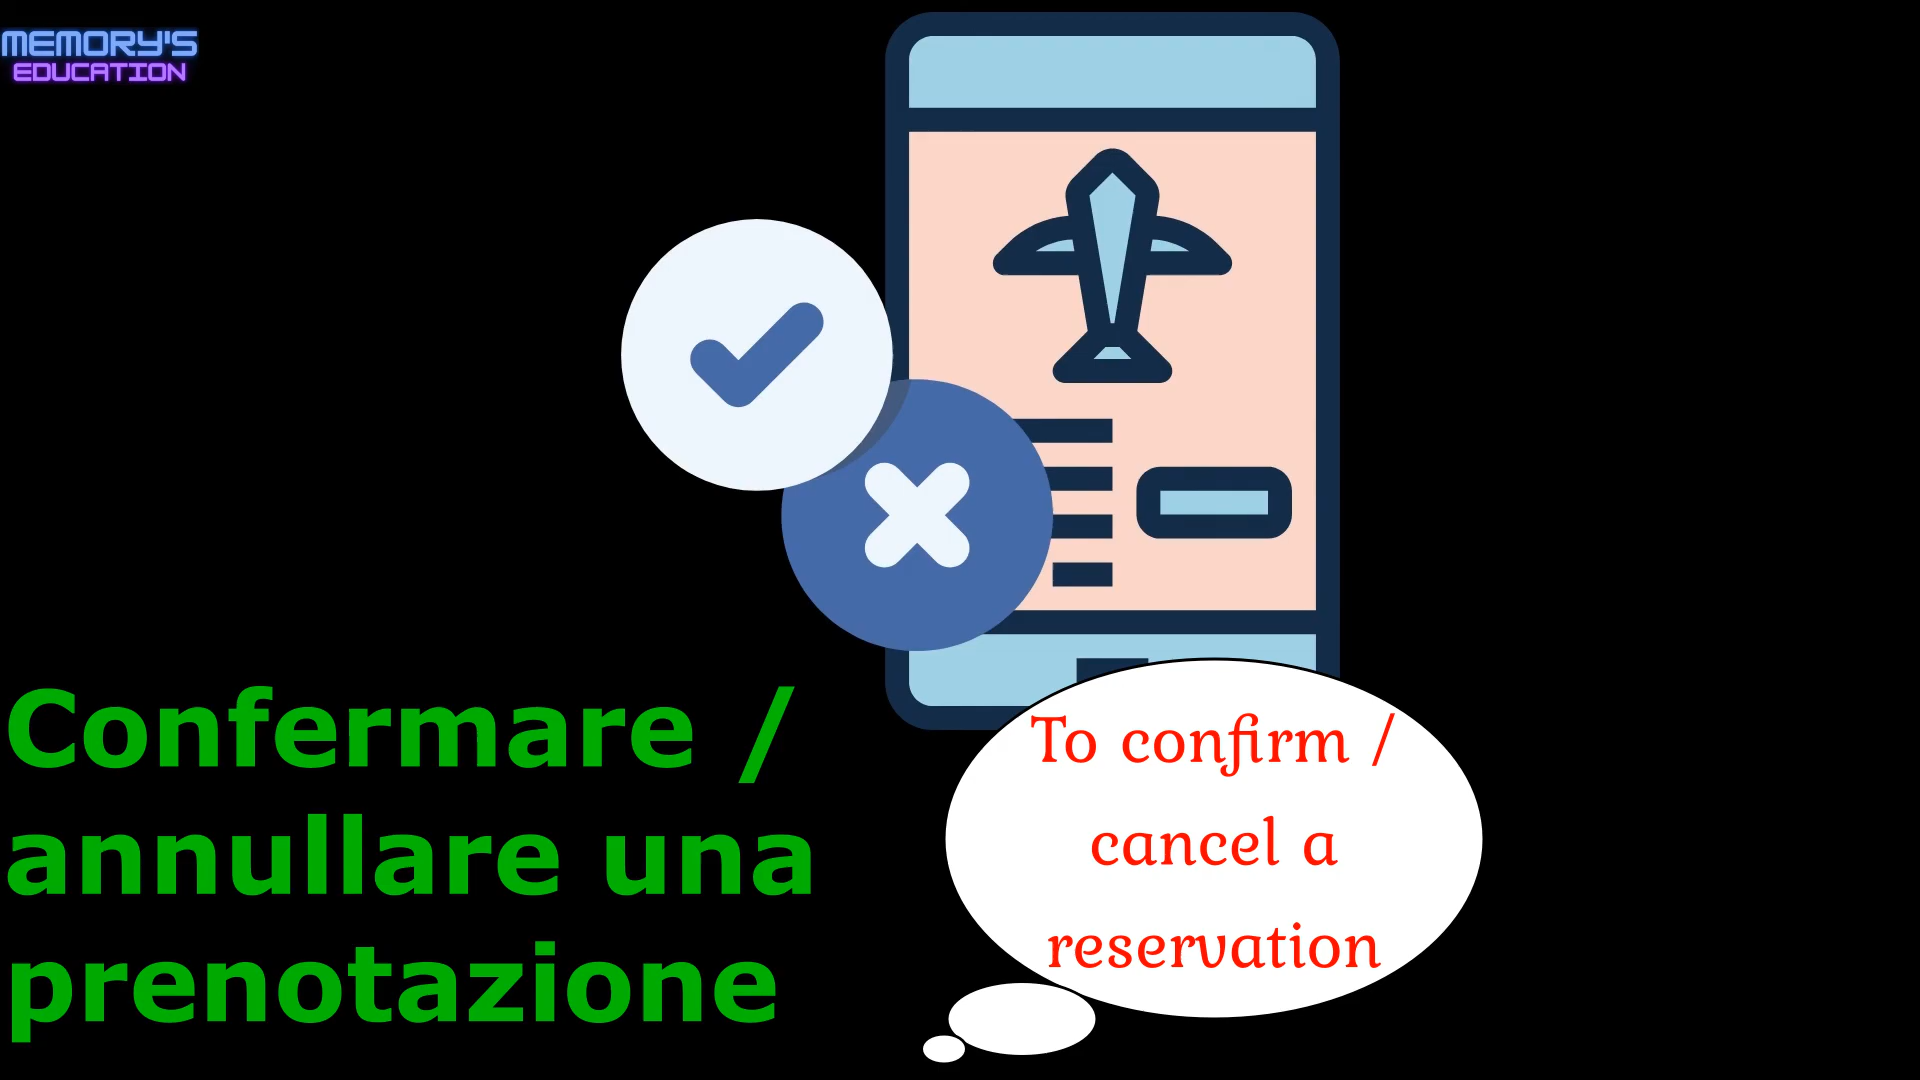 MEMORY'S
EDUCATION
Confermare /
annullare una
prenotazione
To confirm /
cancel a
reservation